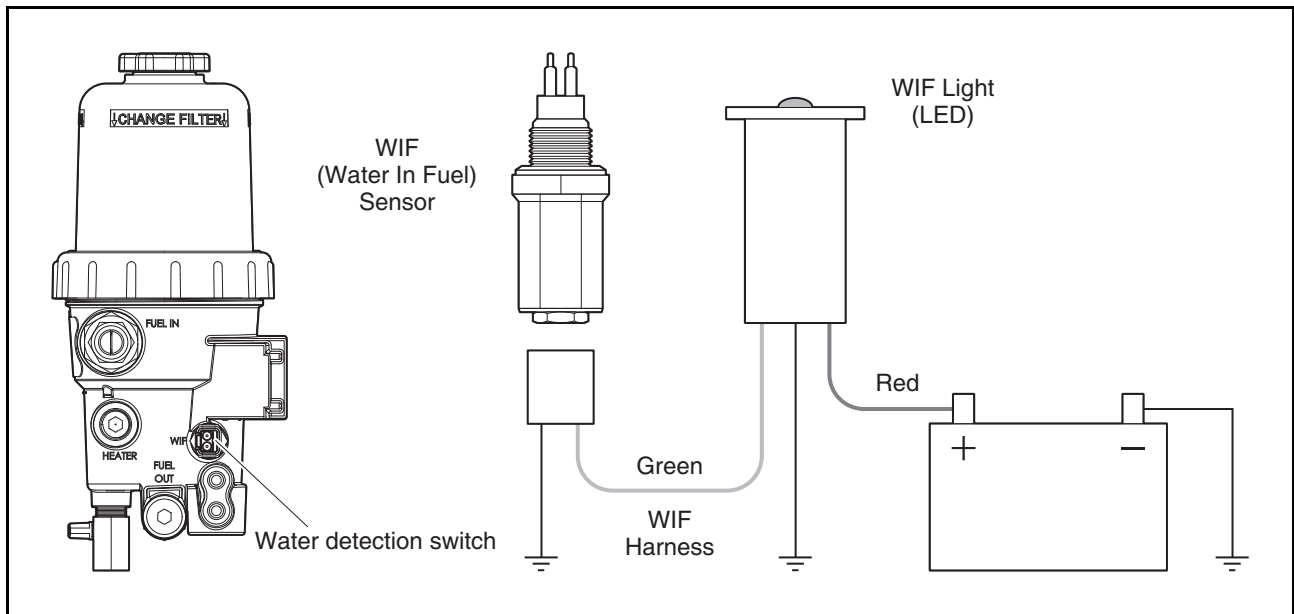 ↓CHANGE FILTER↓
FUEL IN
HEATER
WIF
FUEL
OUT
Water detection switch
WIF
(Water In Fuel)
Sensor
WIF Light
(LED)
Red
Green
WIF
Harness
+
−